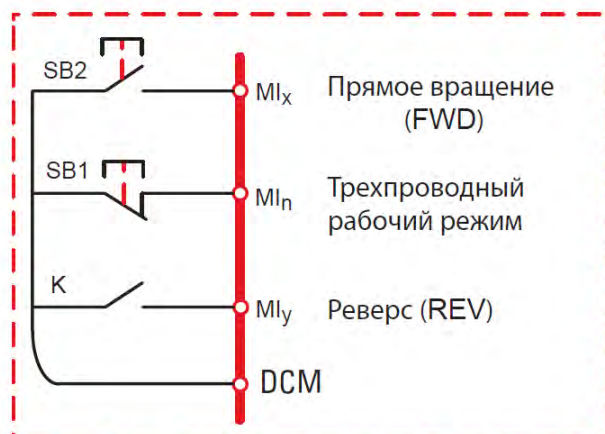 SB2
MIx
Прямое вращение
(FWD)
SB1
MIn
Трехпроводный
рабочий режим
K
MIy
Реверс (REV)
DCM